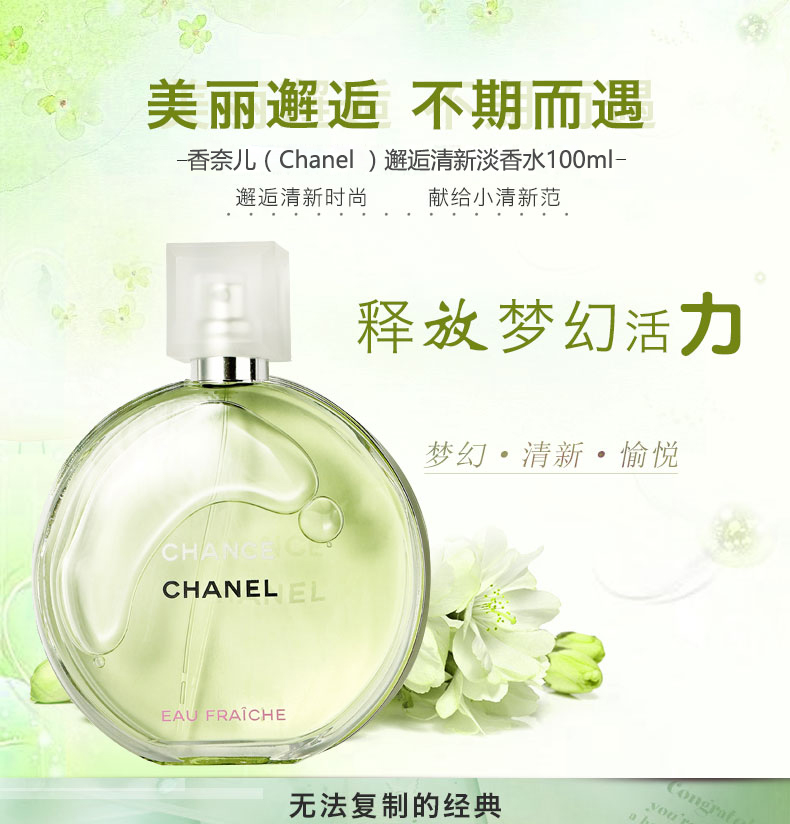 美丽邂逅 不期而遇
香奈儿（Chanel ）邂逅清新淡香水100ml
邂逅清新时尚 献给小清新范
释放梦幻活力
梦幻·清新·愉悦
CHANCE
CHANEL
EAU FRAÎCHE
无法复制的经典